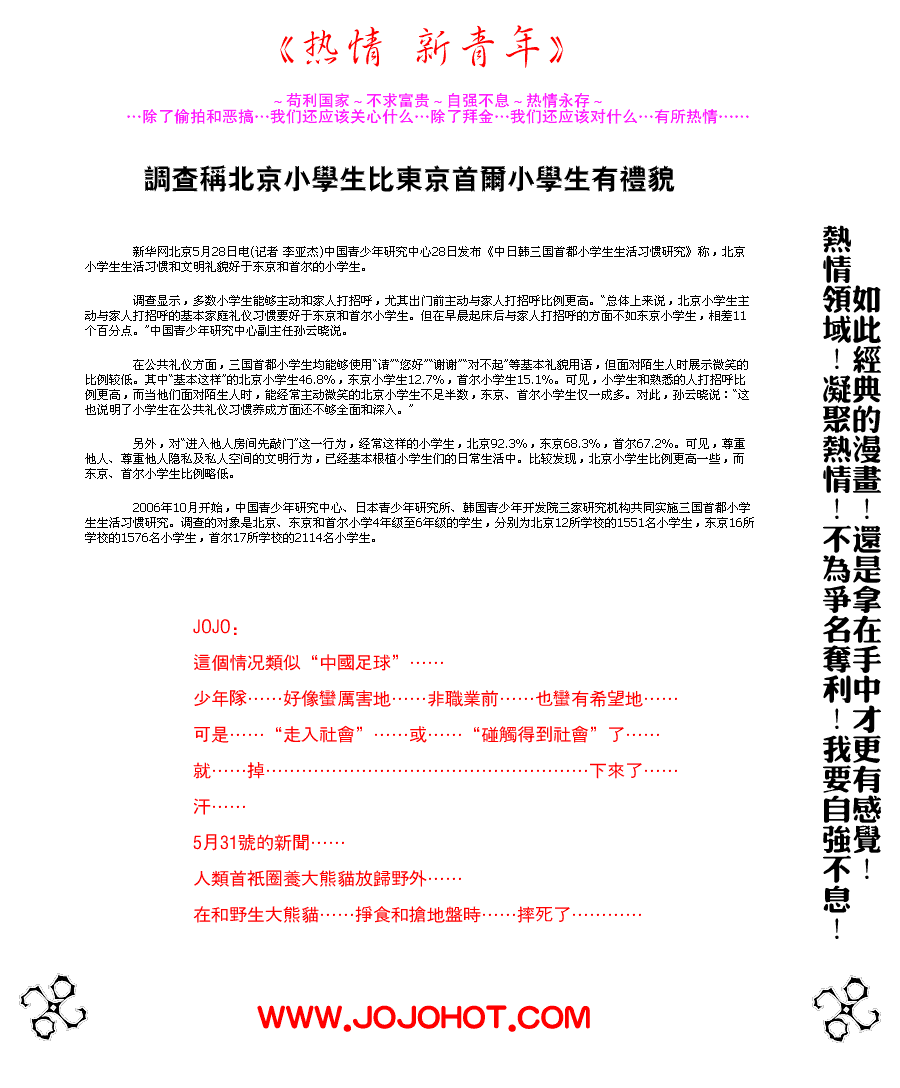 《热情 新青年》
～苟利国家～不求富贵～自强不息～热情永存～
…除了偷拍和恶搞…我们还应该关心什么…除了拜金…我们还应该对什么…有所热情……
調查稱北京小學生比東京首爾小學生有禮貌
新华网北京5月28日电(记者 李亚杰)中国青少年研究中心28日发布《中日韩三国首都小学生生活习惯研究》称，北京
小学生生活习惯和文明礼貌好于东京和首尔的小学生。
调查显示，多数小学生能够主动和家人打招呼，尤其出门前主动与家人打招呼比例更高。“总体上来说，北京小学生主
动与家人打招呼的基本家庭礼仪习惯要好于东京和首尔小学生。但在早晨起床后与家人打招呼的方面不如东京小学生，相差11
个百分点。”中国青少年研究中心副主任孙云晓说。
在公共礼仪方面，三国首都小学生均能够使用“请”“您好”“谢谢”“对不起”等基本礼貌用语，但面对陌生人时展示微笑的
比例较低。其中“基本这样”的北京小学生46.8%，东京小学生12.7%，首尔小学生15.1%。可见，小学生和熟悉的人打招呼比
例更高，而当他们面对陌生人时，能经常主动微笑的北京小学生不足半数，东京、首尔小学生仅一成多。对此，孙云晓说：“这
也说明了小学生在公共礼仪习惯养成方面还不够全面和深入。”
另外，对“进入他人房间先敲门”这一行为，经常这样的小学生，北京92.3%，东京68.3%，首尔67.2%。可见，尊重
他人、尊重他人隐私及私人空间的文明行为，已经基本根植小学生们的日常生活中。比较发现，北京小学生比例更高一些，而
东京、首尔小学生比例略低。
2006年10月开始，中国青少年研究中心、日本青少年研究所、韩国青少年开发院三家研究机构共同实施三国首都小学
生生活习惯研究。调查的对象是北京、东京和首尔小学4年级至6年级的学生，分别为北京12所学校的1551名小学生，东京16所
学校的1576名小学生，首尔17所学校的2114名小学生。
JOJO：
這個情况類似“中國足球”……
少年隊……好像蠻厲害地……非職業前……也蠻有希望地……
可是……“走入社會”……或……“碰觸得到社會”了……
就……掉……………………………………………………下來了……
汗……
5月31號的新聞……
人類首衹圈養大熊貓放歸野外……
在和野生大熊貓……掙食和搶地盤時……摔死了…………
如此經典的漫畫！還是拿在手中才更有感覺！
熱情領域！凝聚熱情！不為爭名奪利！我要自強不息！
WWW.JOJOHOT.COM